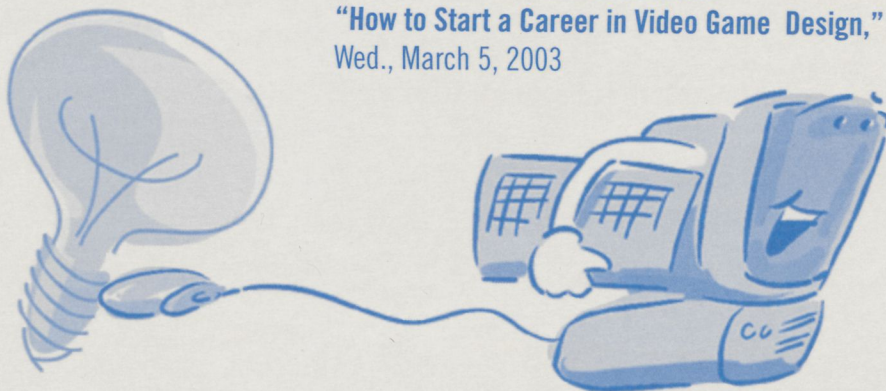 “How to Start a Career in Video Game Design,”
Wed., March 5, 2003